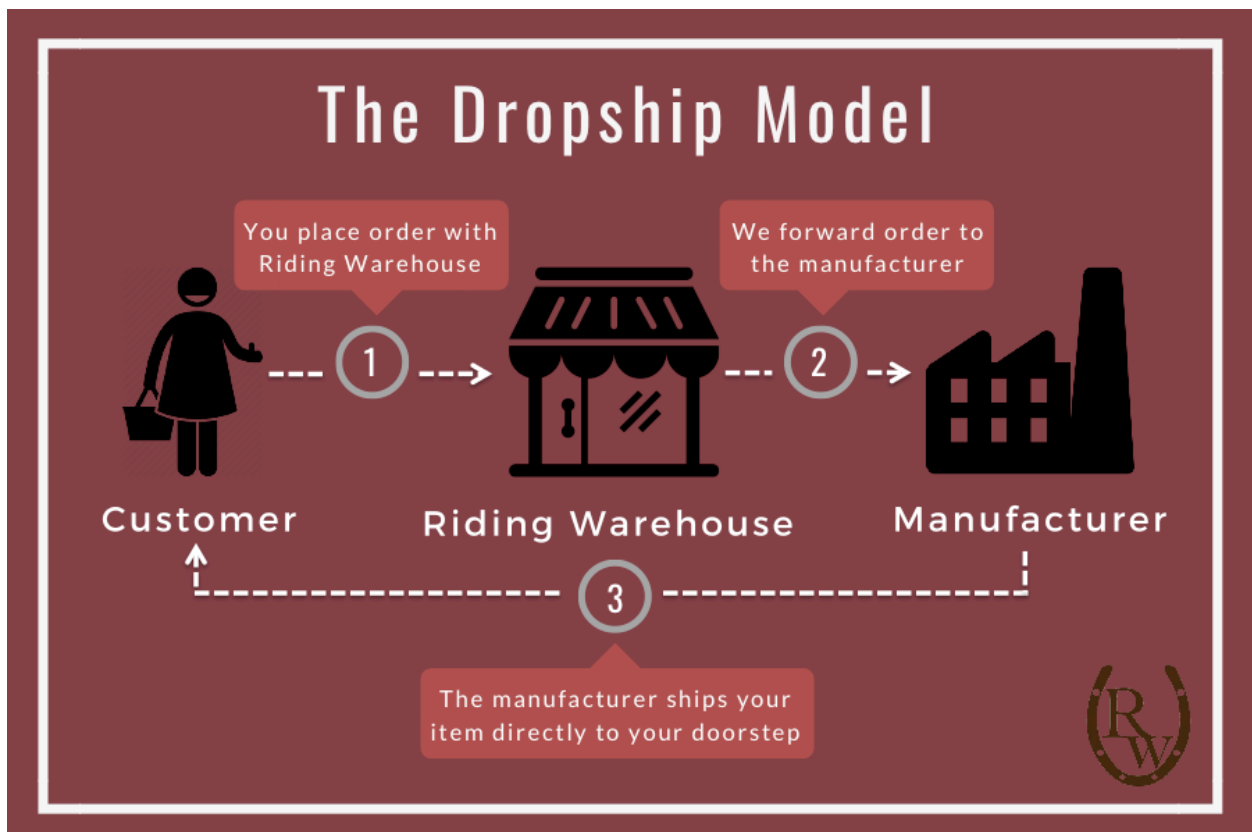 The Dropship Model
You place order with
Riding Warehouse
We forward order to
the manufacturer
1
2
Customer
Riding Warehouse
Manufacturer
3
The manufacturer ships your
item directly to your doorstep
RW